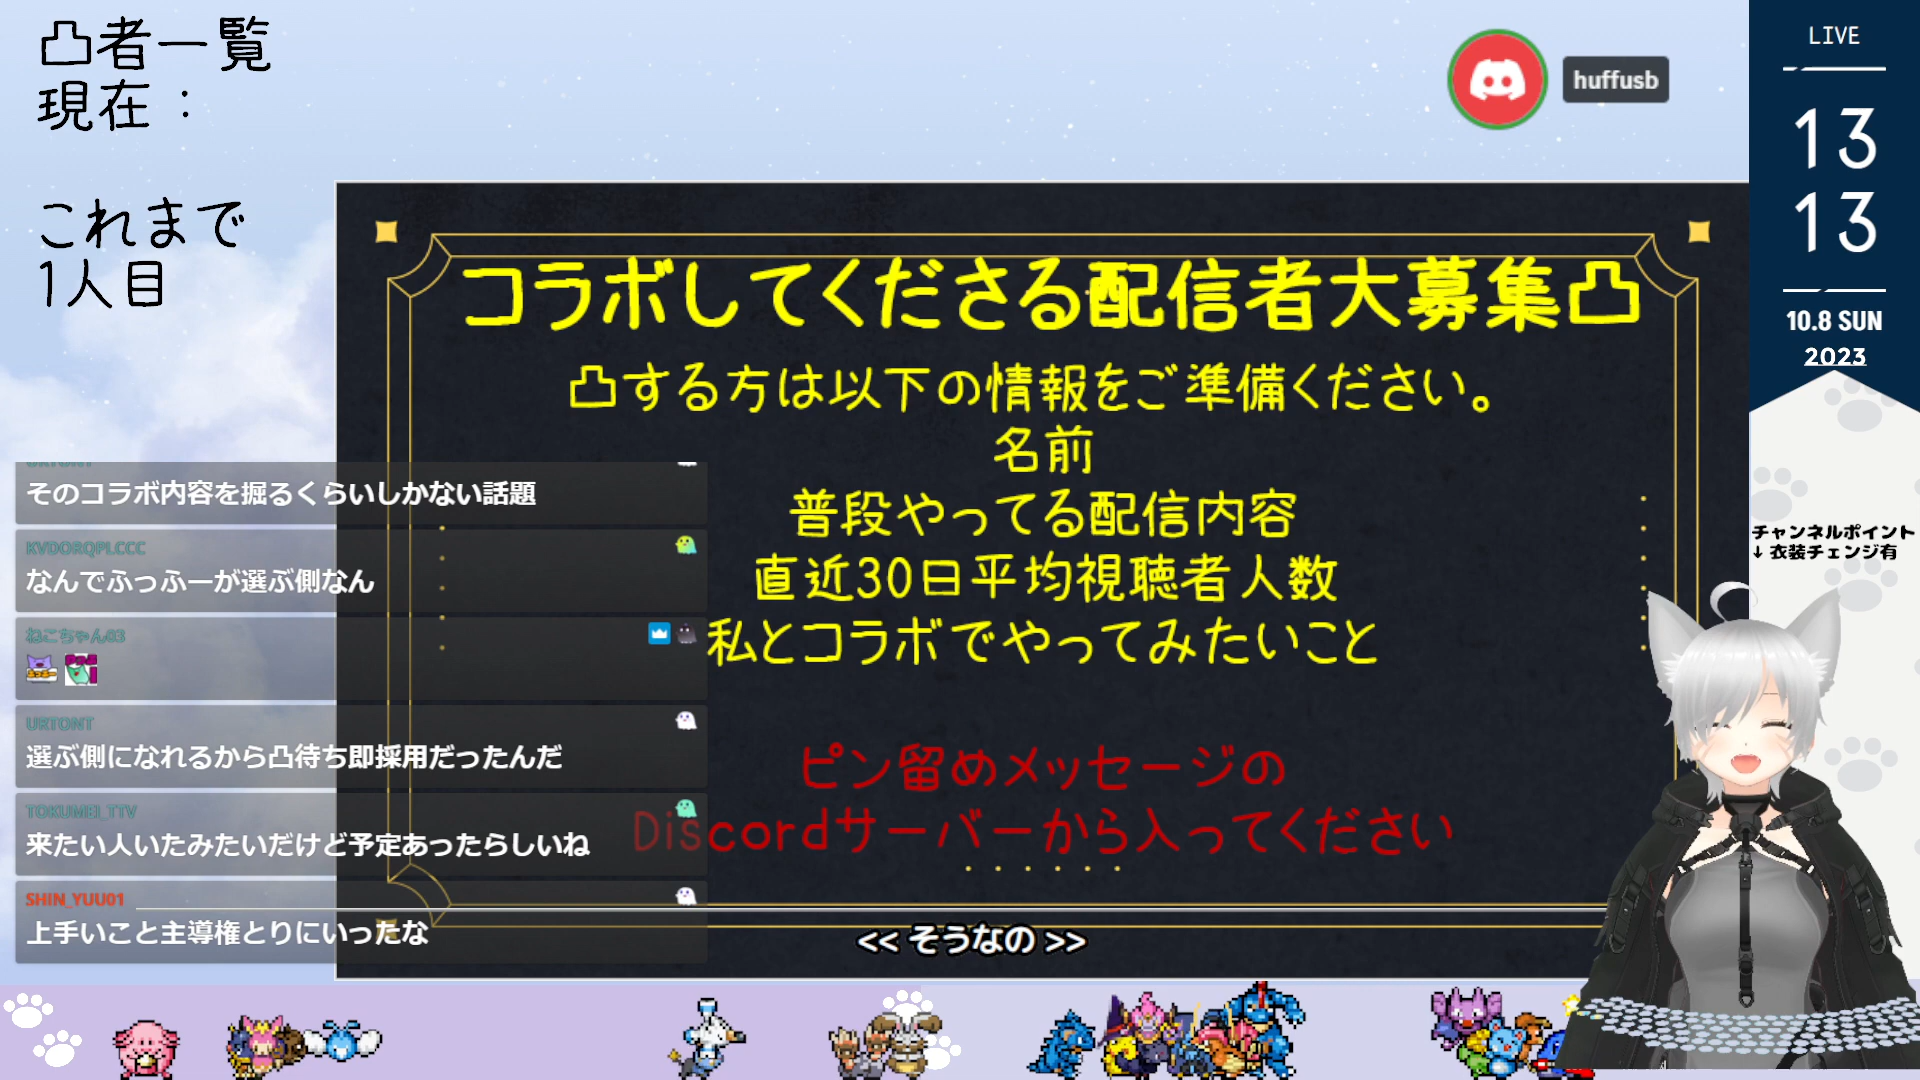 凸者一覧
現在：
これまで
1人目
huffusb
LIVE
13
13
10.8 SUN
2023
チャンネルポイント
↓衣装チェンジ有
コラボしてくださる配信者大募集凸
凸する方は以下の情報をご準備ください。
名前
普段やってる配信内容
直近30日平均視聴者人数
私とコラボでやってみたいこと
ピン留めメッセージの
Discordサーバーから入ってください
<< そうなの >>
そのコラボ内容を掘るくらいしかない話題
KVDORQPLCCC
なんでふっふーが選ぶ側なん
ねこちゃん03
URTONT
選ぶ側になれるから凸待ち即採用だったんだ
TOKUMEI_TTV
来たい人いたみたいだけど予定あったらしいね
SHIN_YUU01
上手いこと主導権とりにいったな